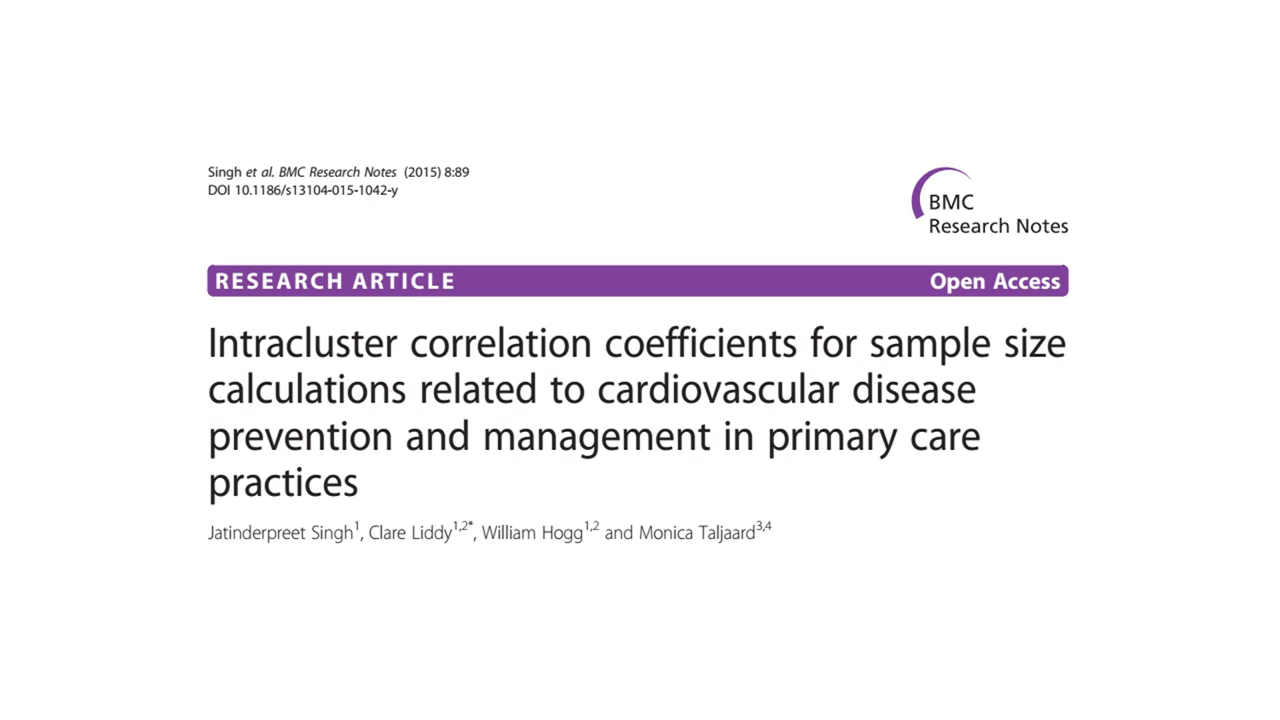 Singh et al. BMC Research Notes (2015) 8:89
DOI 10.1186/s13104-015-1042-y
BMC
Research Notes
RESEARCH ARTICLE Open Access
Intracluster correlation coefficients for sample size
calculations related to cardiovascular disease
prevention and management in primary care
practices
Jatinderpreet Singh1, Clare Liddy1,2*, William Hogg1,2 and Monica Taljaard3,4